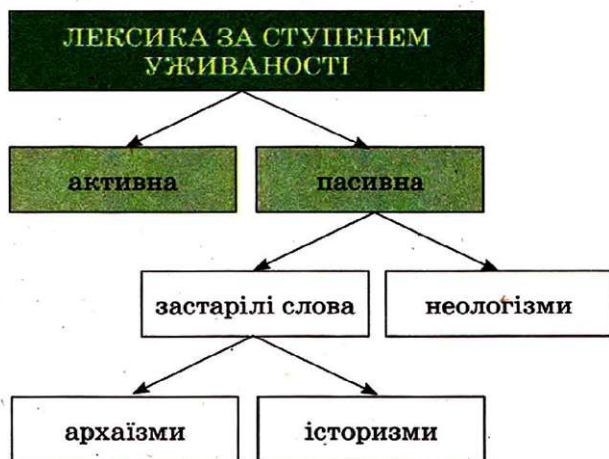 ЛЕКСИКА ЗА СТУПЕНЕМ
УЖИВАНОСТІ
активна
пасивна
застарілі слова
неологізми
архаїзми
історизми